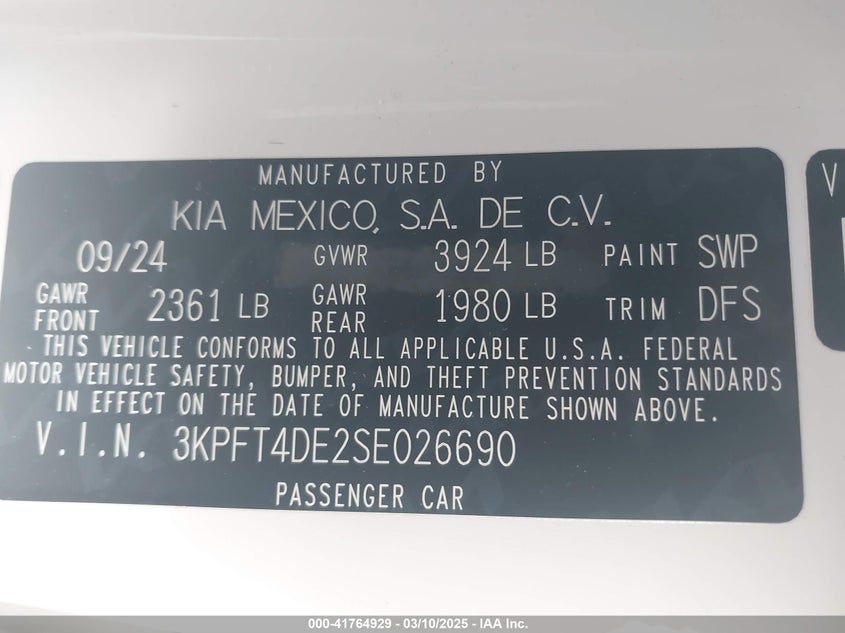 MANUFACTURED BY
KIA MEXICO, S.A. DE C.V.
09/24 GVWR 3924 LB PAINT SWP
GAWR FRONT 2361 LB GAWR REAR 1980 LB TRIM DFS
THIS VEHICLE CONFORMS TO ALL APPLICABLE U.S.A. FEDERAL
MOTOR VEHICLE SAFETY, BUMPER, AND THEFT PREVENTION STANDARDS
IN EFFECT ON THE DATE OF MANUFACTURE SHOWN ABOVE.
V.I.N. 3KPFT4DE2SE026690
PASSENGER CAR
V
000-41764929 — 03/10/2025 — IAA Inc.